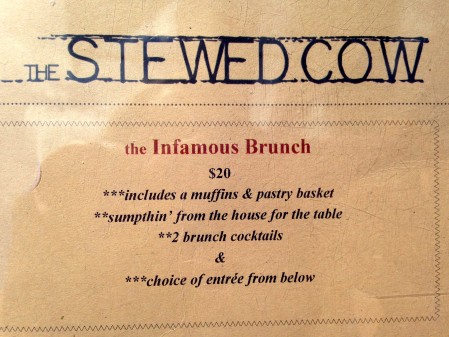 THE STEWED COW
the Infamous Brunch
$20
***includes a muffins & pastry basket
**sumpthin' from the house for the table
**2 brunch cocktails
&
***choice of entrée from below